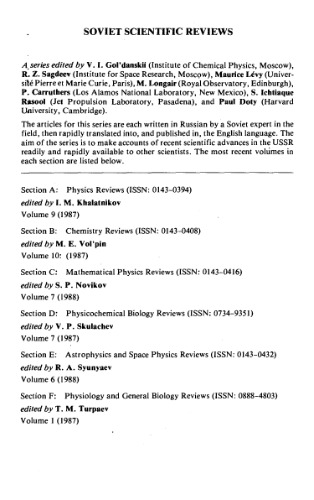 SOVIET SCIENTIFIC REVIEWS
A series edited by V. I. Gol'danskii (Institute of Chemical Physics, Moscow),
R. Z. Sagdeev (Institute for Space Research, Moscow), Maurice Lévy (Univer-
sité Pierre et Marie Curie, Paris), M. Longair (Royal Observatory, Edinburgh),
P. Carruthers (Los Alamos National Laboratory, New Mexico), S. Ichtiaque
Rasool (Jet Propulsion Laboratory, Pasadena), and Paul Doty (Harvard
University, Cambridge).
The articles for this series are each written in Russian by a Soviet expert in the
field, then rapidly translated into, and published in, the English language. The
aim of the series is to make accounts of recent scientific advances in the USSR
readily and rapidly available to other scientists. The most recent volumes in
each section are listed below.
Section A: Physics Reviews (ISSN: 0143-0394)
edited by I. M. Khalatnikov
Volume 9 (1987)
Section B: Chemistry Reviews (ISSN: 0143-0408)
edited by M. E. Vol'pin
Volume 10: (1987)
Section C: Mathematical Physics Reviews (ISSN: 0143-0416)
edited by S. P. Novikov
Volume 7 (1988)
Section D: Physicochemical Biology Reviews (ISSN: 0734-9351)
edited by V. P. Skulachev
Volume 7 (1987)
Section E: Astrophysics and Space Physics Reviews (ISSN: 0143-0432)
edited by R. A. Syunyaev
Volume 6 (1988)
Section F: Physiology and General Biology Reviews (ISSN: 0888-4803)
edited by T. M. Turpaev
Volume 1 (1987)